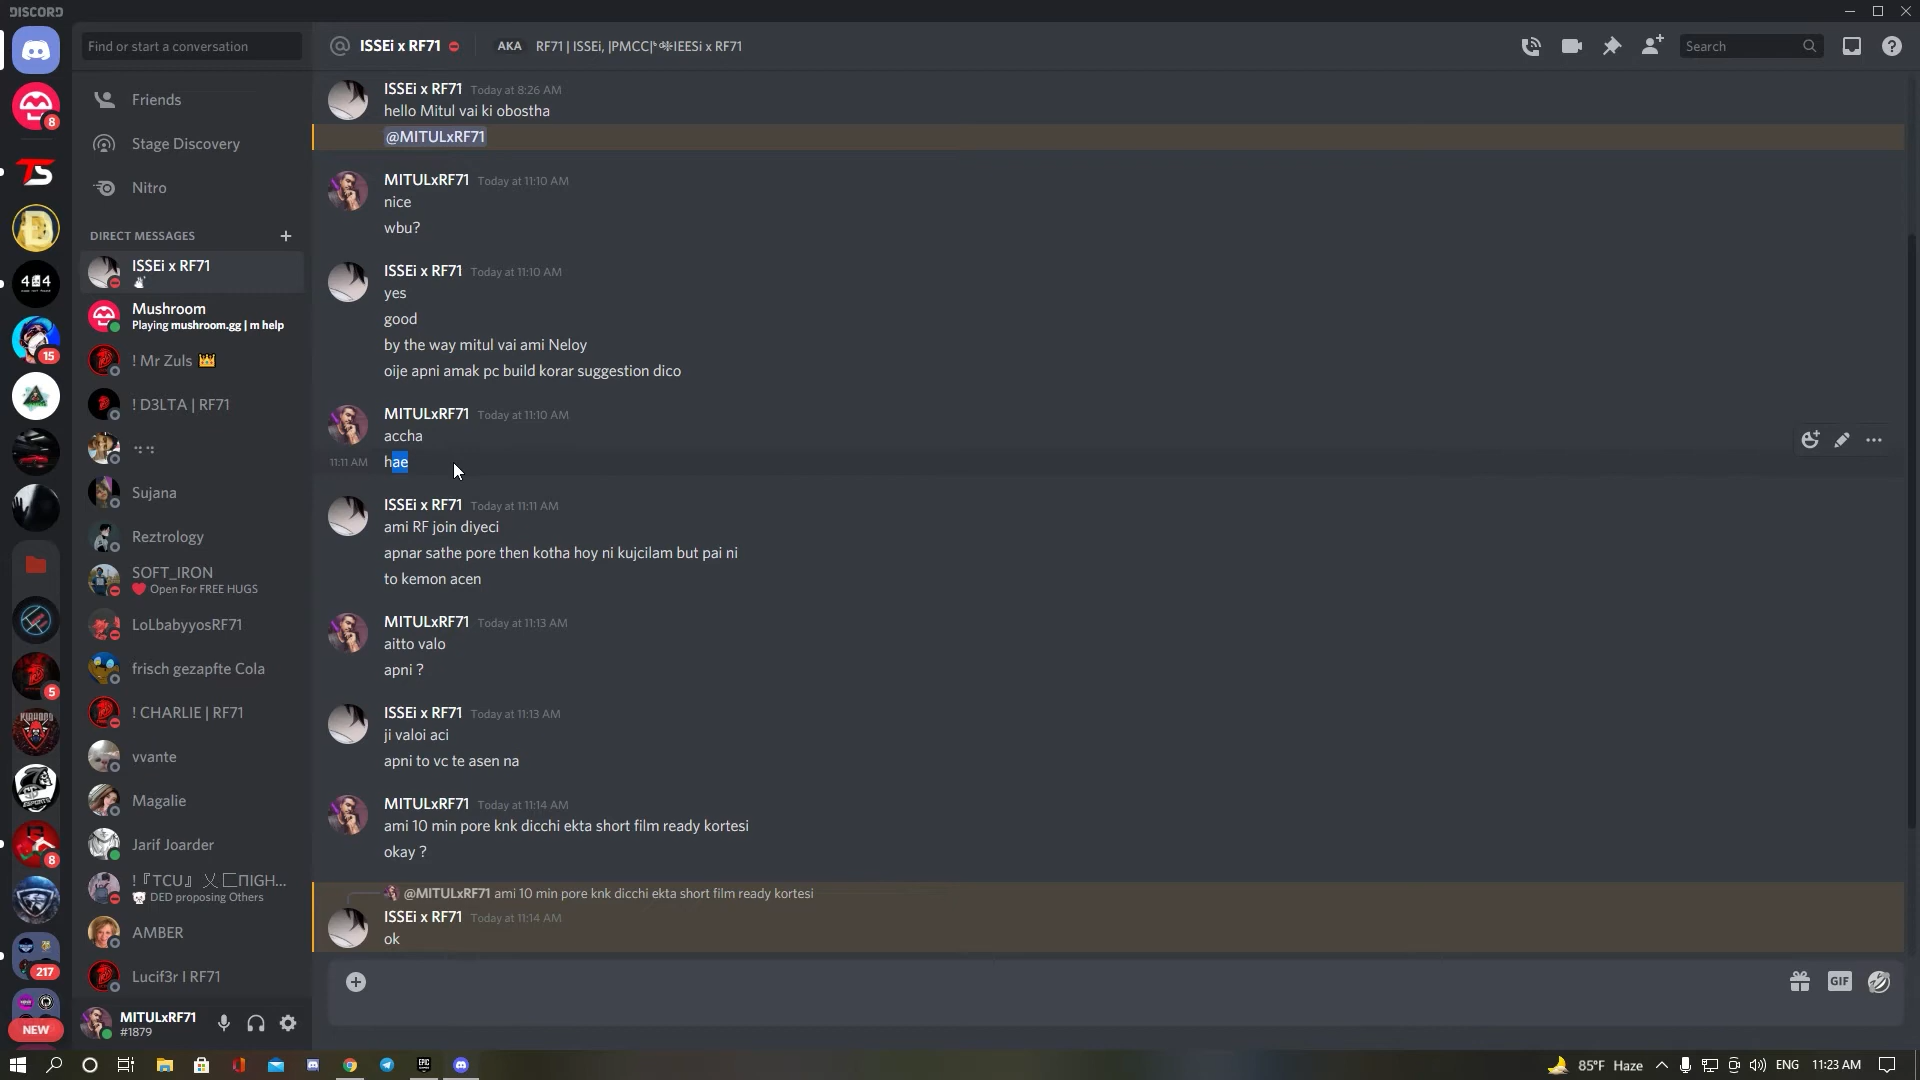 DISCORD
Find or start a conversation
Friends
Stage Discovery
Nitro
DIRECT MESSAGES
ISSEi x RF71
Mushroom
Playing mushroom.gg | m help
! Mr Zuls
! D3LTA | RF71
Sujana
Reztrology
SOFT_IRON
Open For FREE HUGS
LoLbabyyosRF71
frisch gezapfte Cola
! CHARLIE | RF71
vvante
Magalie
Jarif Joarder
DED proposing Others
AMBER
Lucif3r I RF71
MITULxRF71
#1879
8
TS
15
5
8
217
NEW
ISSEi x RF71
AKA
RF71 | ISSEi,
x RF71
Search
ISSEi x RF71 Today at 8:26 AM
hello Mitul vai ki obostha
@MITULxRF71
MITULxRF71 Today at 11:10 AM
nice
wbu?
ISSEi x RF71 Today at 11:10 AM
yes
good
by the way mitul vai ami Neloy
oije apni amak pc build korar suggestion dico
MITULxRF71 Today at 11:10 AM
accha
11:11 AM hae
ISSEi x RF71 Today at 11:11 AM
ami RF join diyeci
apnar sathe pore then kotha hoy ni kujcilam but pai ni
to kemon acen
MITULxRF71 Today at 11:13 AM
aitto valo
apni ?
ISSEi x RF71 Today at 11:13 AM
ji valoi aci
apni to vc te asen na
MITULxRF71 Today at 11:14 AM
ami 10 min pore knk dicchi ekta short film ready kortesi
okay ?
@MITULxRF71 ami 10 min pore knk dicchi ekta short film ready kortesi
ISSEi x RF71 Today at 11:14 AM
ok
GIF
85°F Haze
ENG
11:23 AM